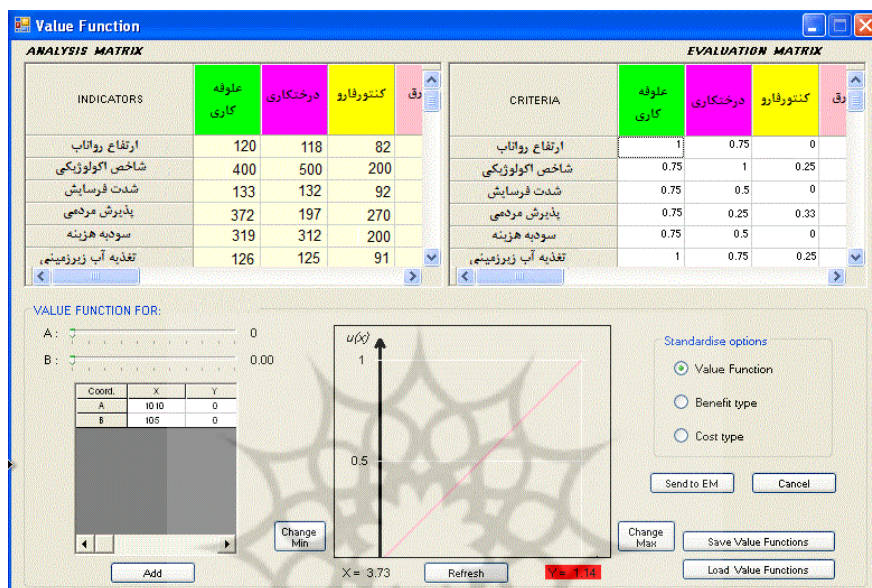 Value Function
ANALYSIS MATRIX
EVALUATION MATRIX
INDICATORS علوفه کاری درختکاری کنتورفارو رق
ارتفاع رواناب 120 118 82
شاخص اکولوژیکی 400 500 200
شدت فرسایش 133 132 92
پذیرش مردمی 372 197 270
سودبه هزینه 319 312 200
تغذیه آب زیرزمینی 126 125 91
CRITERIA علوفه کاری درختکاری کنتورفارو رق
ارتفاع رواناب 1 0.75 0
شاخص اکولوژیکی 0.75 1 0.25
شدت فرسایش 0.75 0.5 0
پذیرش مردمی 0.75 0.25 0.33
سودبه هزینه 0.75 0.5 0
تغذیه آب زیرزمینی 1 0.75 0.25
VALUE FUNCTION FOR:
A : 0
B : 0.00
Coord. X Y
A 1010 0
B 105 0
Add
Change Min
u(x)
1
0.5
X = 3.73
Refresh
Y = 1.14
Change Max
Standardise options
Value Function
Benefit type
Cost type
Send to EM
Cancel
Save Value Functions
Load Value Functions